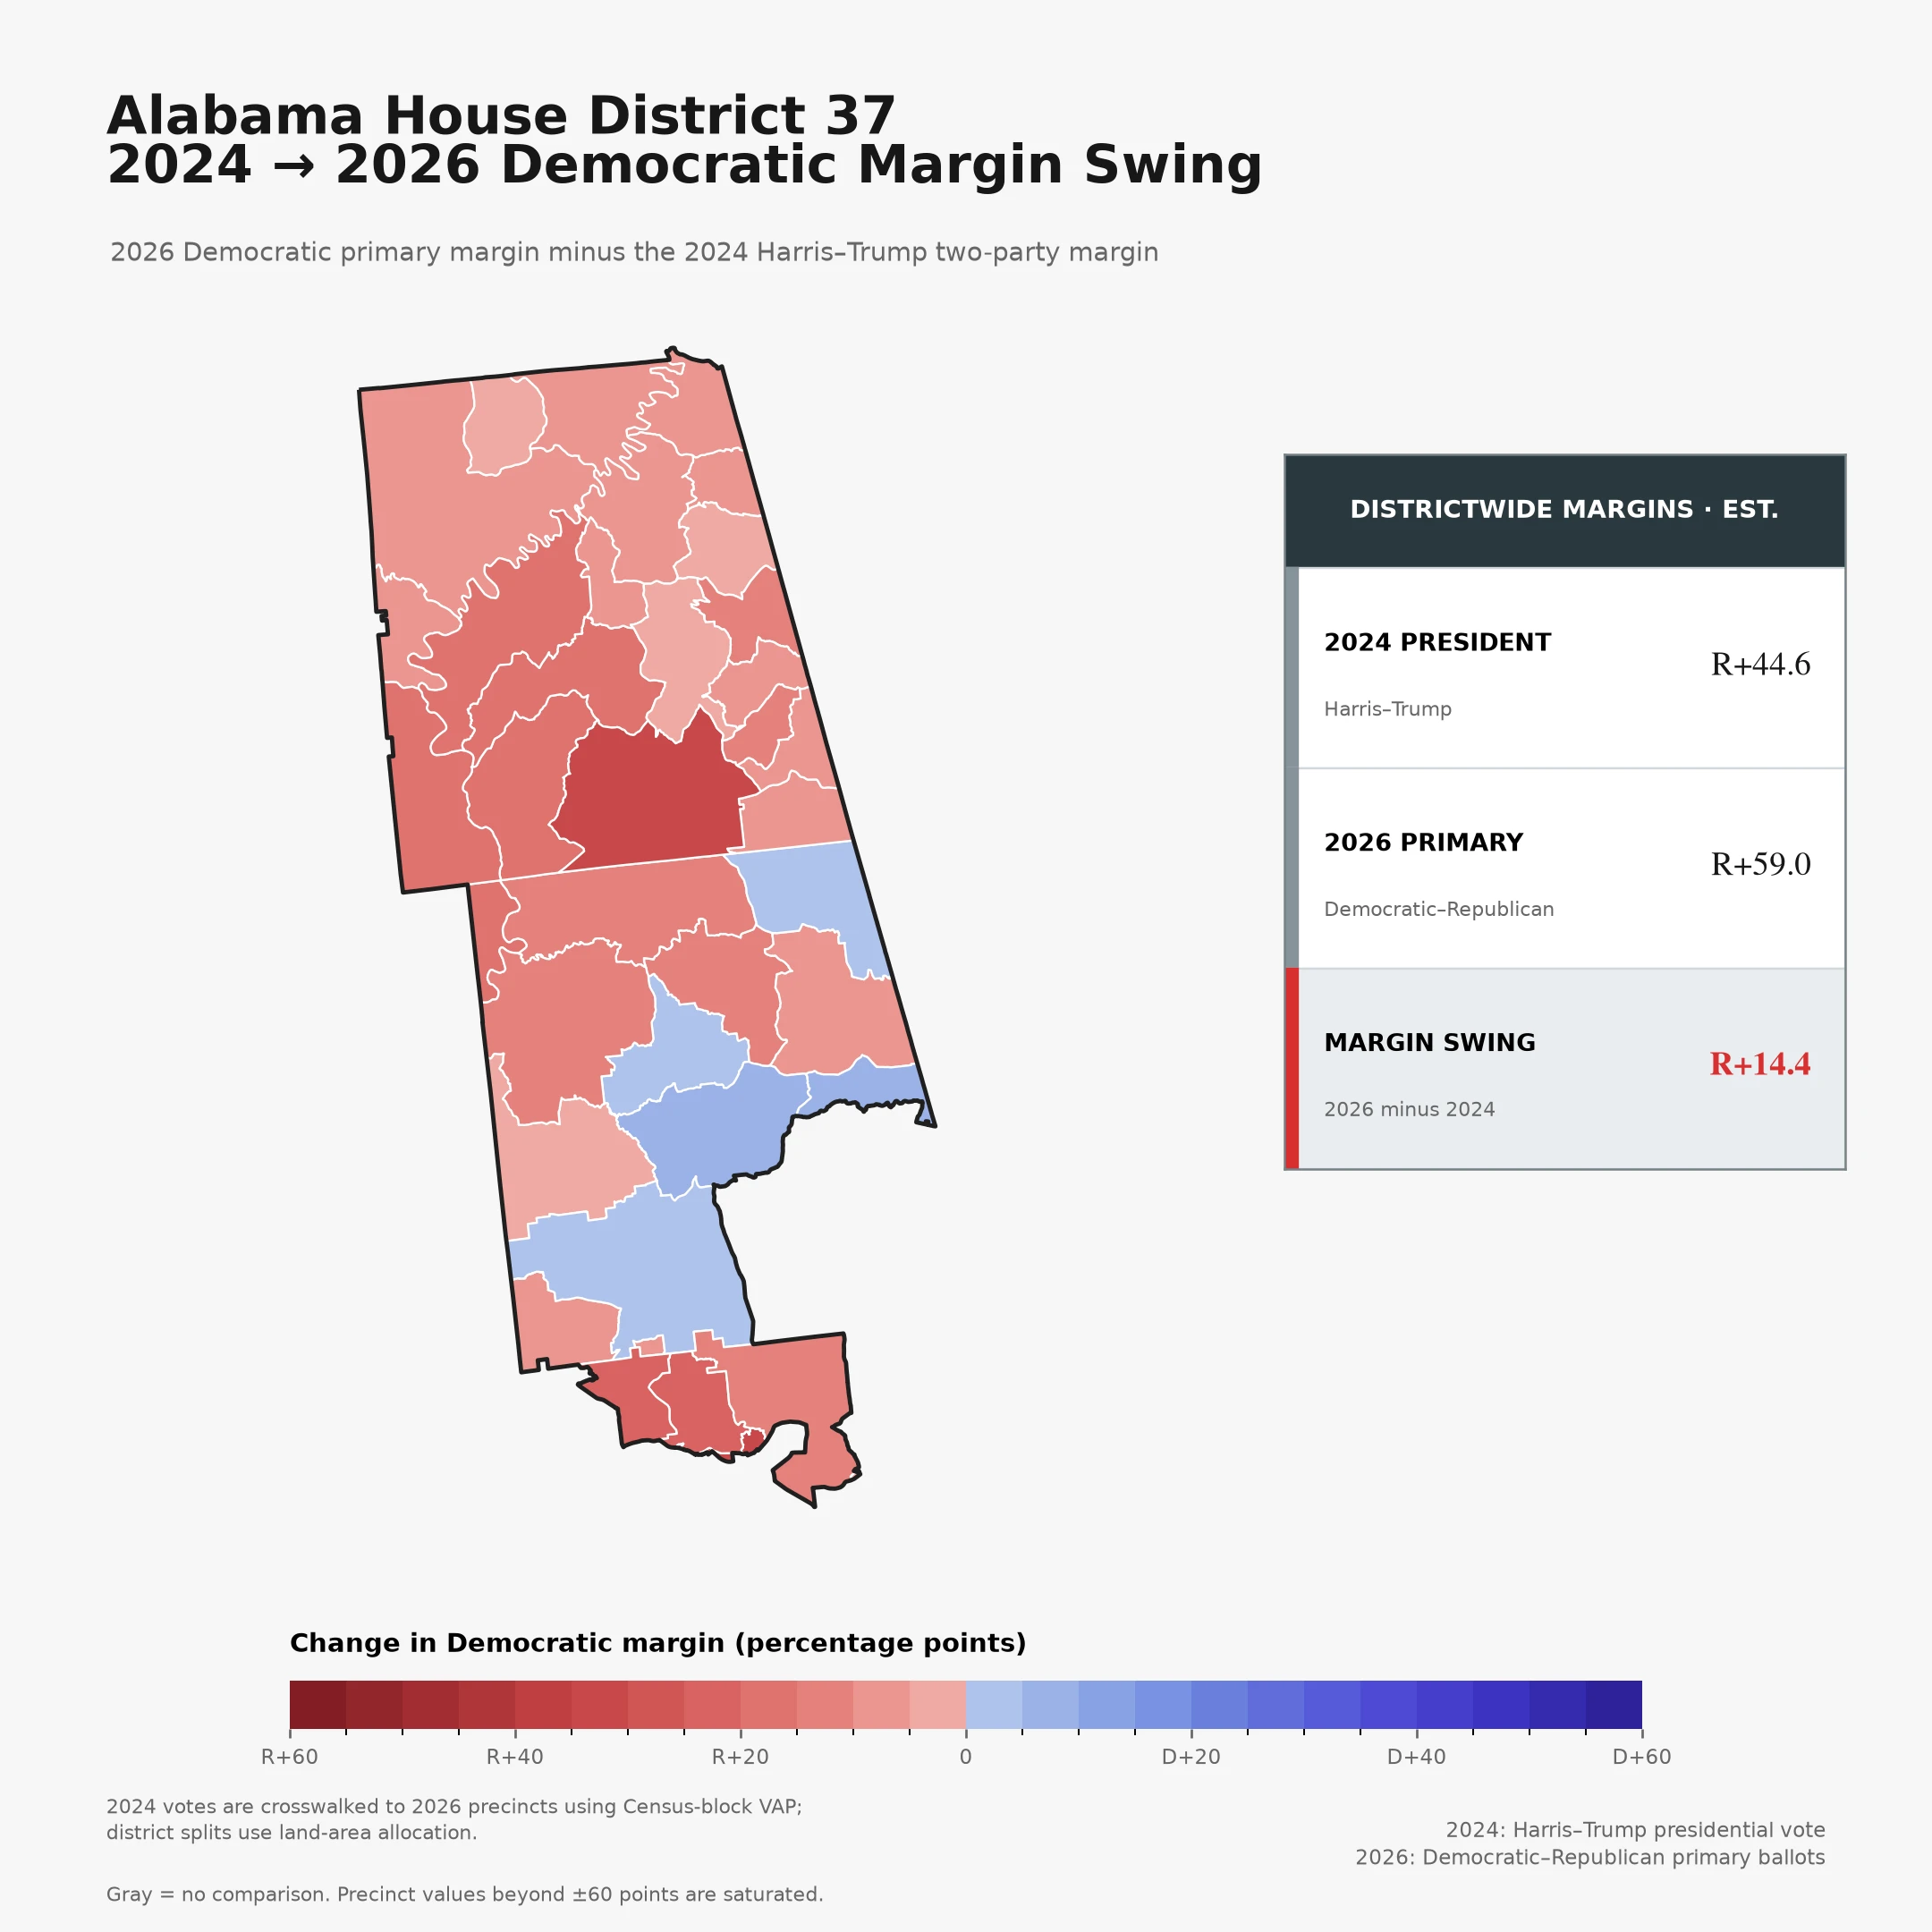 Alabama House District 37
2024 → 2026 Democratic Margin Swing
2026 Democratic primary margin minus the 2024 Harris–Trump two-party margin
DISTRICTWIDE MARGINS · EST.
2024 PRESIDENT
R+44.6
Harris–Trump
2026 PRIMARY
R+59.0
Democratic–Republican
MARGIN SWING
R+14.4
2026 minus 2024
Change in Democratic margin (percentage points)
R+60
R+40
R+20
0
D+20
D+40
D+60
2024 votes are crosswalked to 2026 precincts using Census-block VAP;
district splits use land-area allocation.
Gray = no comparison. Precinct values beyond ±60 points are saturated.
2024: Harris–Trump presidential vote
2026: Democratic–Republican primary ballots